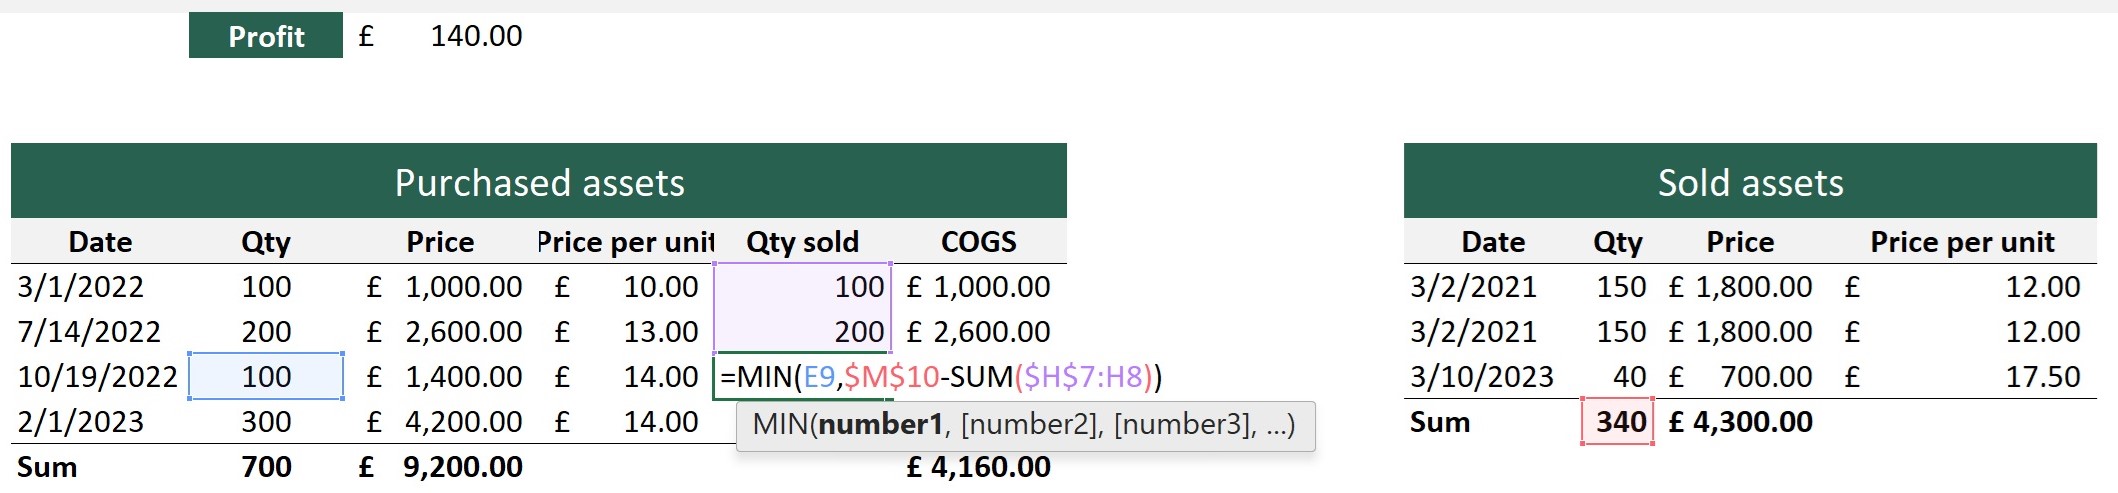 Profit £ 140.00
Purchased assets Sold assets
Date Qty Price Price per unit Qty sold COGS Date Qty Price Price per unit
3/1/2022 100 £ 1,000.00 £ 10.00 100 £ 1,000.00 3/2/2021 150 £ 1,800.00 £ 12.00
7/14/2022 200 £ 2,600.00 £ 13.00 200 £ 2,600.00 3/2/2021 150 £ 1,800.00 £ 12.00
10/19/2022 100 £ 1,400.00 £ 14.00 =MIN(E9,$M$10-SUM($H$7:H8)) 3/10/2023 40 £ 700.00 £ 17.50
2/1/2023 300 £ 4,200.00 £ 14.00 MIN(number1, [number2], [number3], ...) Sum 340 £ 4,300.00
Sum 700 £ 9,200.00 £ 4,160.00